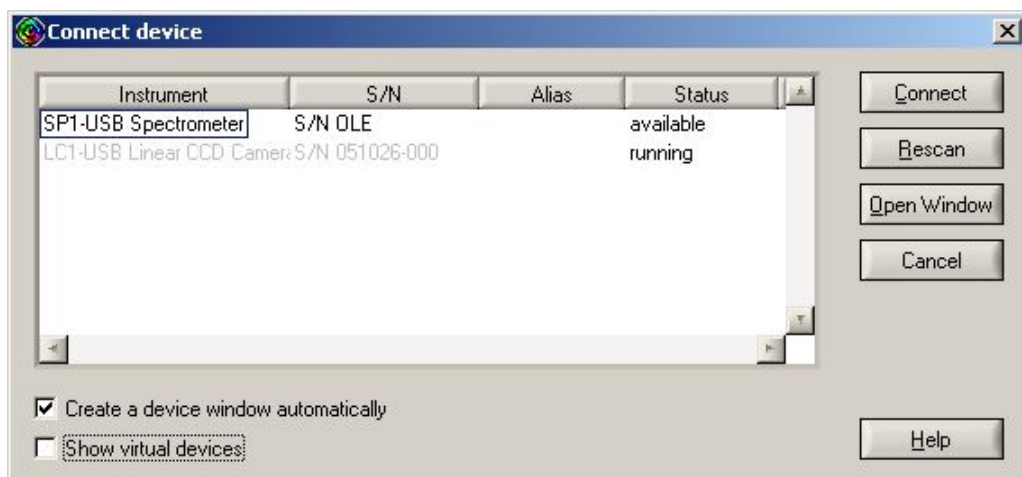 Connect device
Instrument S/N Alias Status
SP1-USB Spectrometer S/N OLE available
LC1-USB Linear CCD Camera S/N 051026-000 running
Connect
Rescan
Open Window
Cancel
Create a device window automatically
Show virtual devices
Help